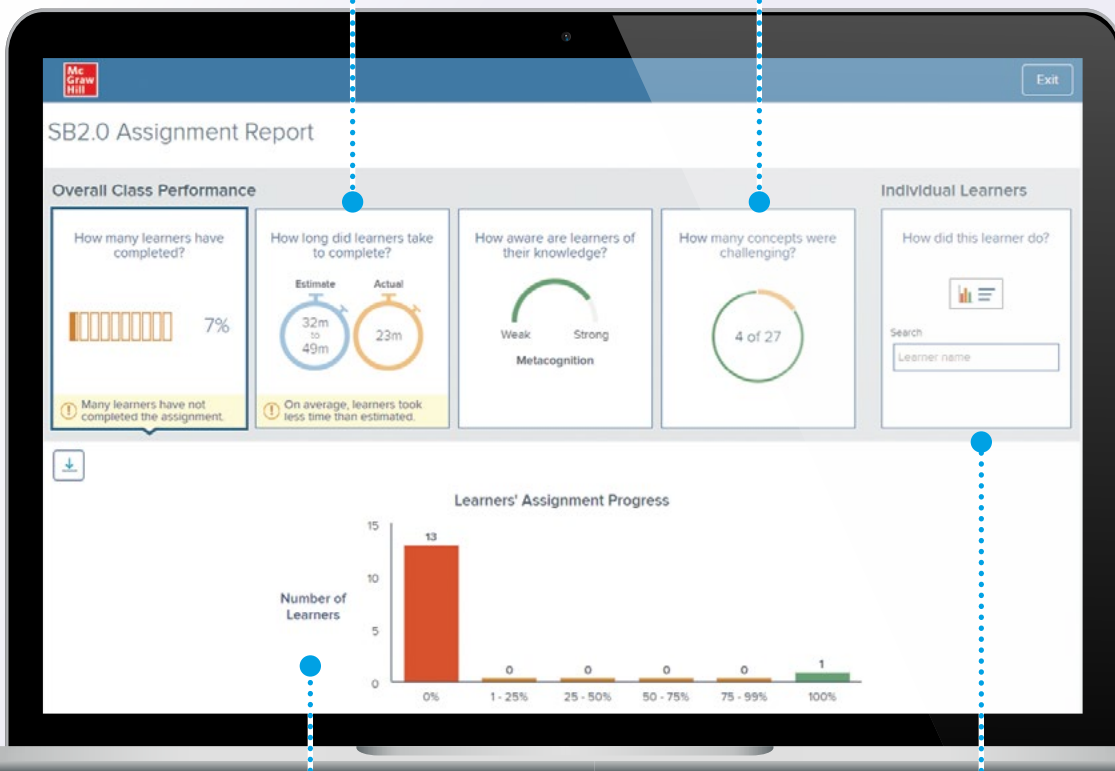 Mc
Graw
Hill
Exit
SB2.0 Assignment Report
Overall Class Performance
Individual Learners
How many learners have
completed?
7%
Many learners have not
completed the assignment.
How long did learners take
to complete?
Estimate
Actual
32m
to
49m
23m
On average, learners took
less time than estimated.
How aware are learners of
their knowledge?
Weak
Strong
Metacognition
How many concepts were
challenging?
4 of 27
How did this learner do?
Search
Learner name
Learners' Assignment Progress
Number of
Learners
15
10
5
0
13
0
0
0
0
1
0%
1 - 25%
25 - 50%
50 - 75%
75 - 99%
100%